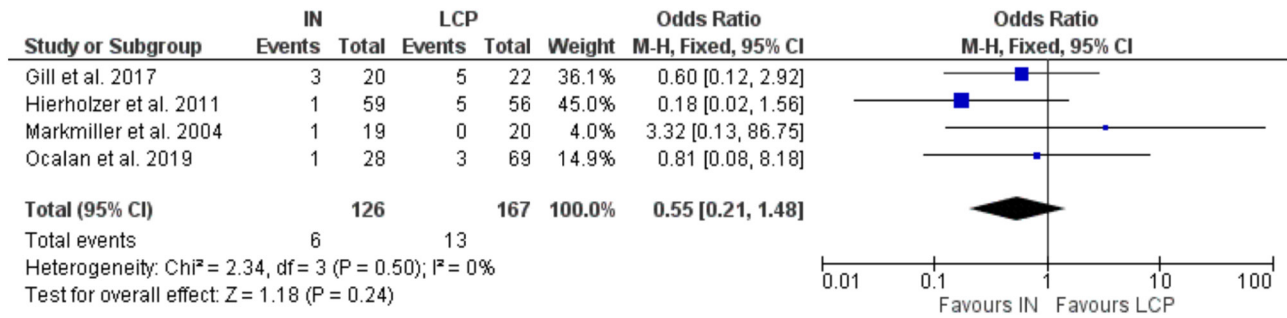 IN LCP Odds Ratio Odds Ratio
Study or Subgroup Events Total Events Total Weight M-H, Fixed, 95% CI M-H, Fixed, 95% CI
Gill et al. 2017 3 20 5 22 36.1% 0.60 [0.12, 2.92]
Hierholzer et al. 2011 1 59 5 56 45.0% 0.18 [0.02, 1.56]
Markmiller et al. 2004 1 19 0 20 4.0% 3.32 [0.13, 86.75]
Ocalan et al. 2019 1 28 3 69 14.9% 0.81 [0.08, 8.18]
Total (95% CI) 126 167 100.0% 0.55 [0.21, 1.48]
Total events 6 13
Heterogeneity: Chi² = 2.34, df = 3 (P = 0.50); I² = 0%
Test for overall effect: Z = 1.18 (P = 0.24)
0.01 0.1 1 10 100
Favours IN Favours LCP